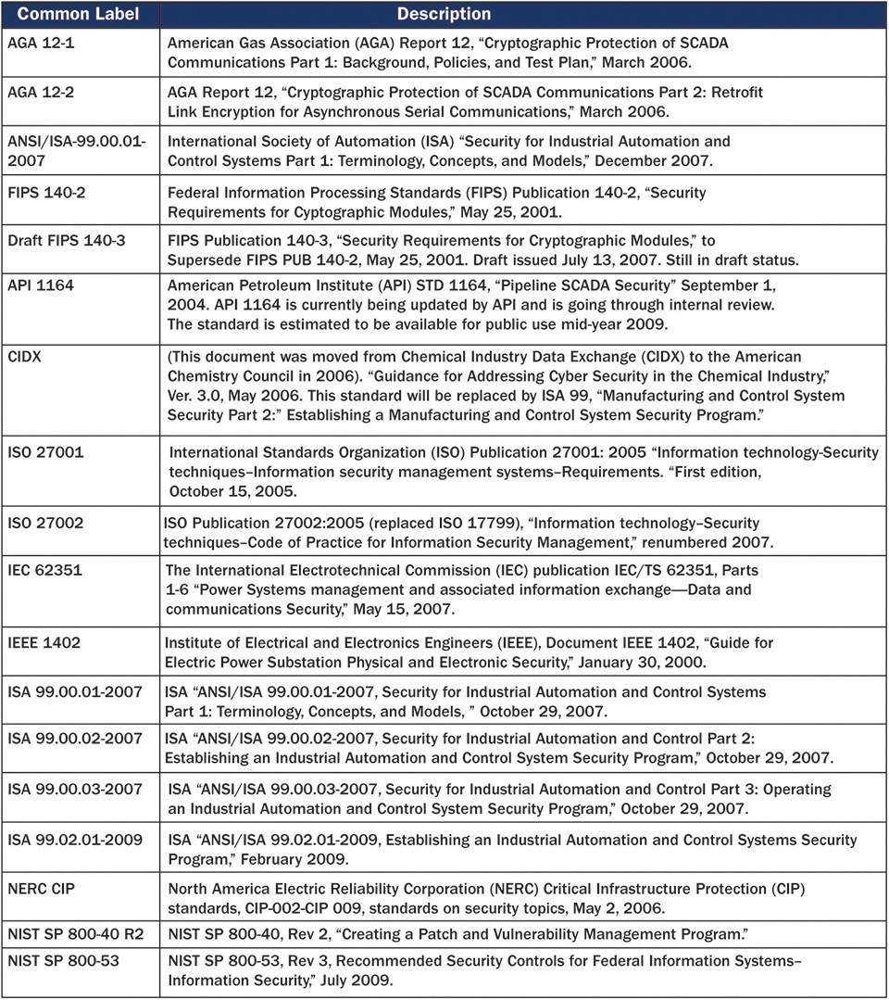 Common Label Description
AGA 12-1 American Gas Association (AGA) Report 12, “Cryptographic Protection of SCADA
Communications Part 1: Background, Policies, and Test Plan,” March 2006.
AGA 12-2 AGA Report 12, “Cryptographic Protection of SCADA Communications Part 2: Retrofit
Link Encryption for Asynchronous Serial Communications,” March 2006.
ANSI/ISA-99.00.01- International Society of Automation (ISA) “Security for Industrial Automation and
2007 Control Systems Part 1: Terminology, Concepts, and Models,” December 2007.
FIPS 140-2 Federal Information Processing Standards (FIPS) Publication 140-2, “Security
Requirements for Cyptographic Modules,” May 25, 2001.
Draft FIPS 140-3 FIPS Publication 140-3, “Security Requirements for Cryptographic Modules,” to
Supersede FIPS PUB 140-2, May 25, 2001. Draft issued July 13, 2007. Still in draft status.
API 1164 American Petroleum Institute (API) STD 1164, “Pipeline SCADA Security” September 1,
2004. API 1164 is currently being updated by API and is going through internal review.
The standard is estimated to be available for public use mid-year 2009.
CIDX (This document was moved from Chemical Industry Data Exchange (CIDX) to the American
Chemistry Council in 2006). “Guidance for Addressing Cyber Security in the Chemical Industry,”
Ver. 3.0, May 2006. This standard will be replaced by ISA 99, “Manufacturing and Control System
Security Part 2:” Establishing a Manufacturing and Control System Security Program.”
ISO 27001 International Standards Organization (ISO) Publication 27001: 2005 “Information technology-Security
techniques–Information security management systems–Requirements. “First edition,
October 15, 2005.
ISO 27002 ISO Publication 27002:2005 (replaced ISO 17799), “Information technology–Security
techniques–Code of Practice for Information Security Management,” renumbered 2007.
IEC 62351 The International Electrotechnical Commission (IEC) publication IEC/TS 62351, Parts
1-6 “Power Systems management and associated information exchange—Data and
communications Security,” May 15, 2007.
IEEE 1402 Institute of Electrical and Electronics Engineers (IEEE), Document IEEE 1402, “Guide for
Electric Power Substation Physical and Electronic Security,” January 30, 2000.
ISA 99.00.01-2007 ISA “ANSI/ISA 99.00.01-2007, Security for Industrial Automation and Control Systems
Part 1: Terminology, Concepts, and Models, ” October 29, 2007.
ISA 99.00.02-2007 ISA “ANSI/ISA 99.00.02-2007, Security for Industrial Automation and Control Part 2:
Establishing an Industrial Automation and Control System Security Program,” October 29, 2007.
ISA 99.00.03-2007 ISA “ANSI/ISA 99.00.03-2007, Security for Industrial Automation and Control Part 3: Operating
an Industrial Automation and Control System Security Program,” October 29, 2007.
ISA 99.02.01-2009 ISA “ANSI/ISA 99.02.01-2009, Establishing an Industrial Automation and Control Systems Security
Program,” February 2009.
NERC CIP North America Electric Reliability Corporation (NERC) Critical Infrastructure Protection (CIP)
standards, CIP-002-CIP 009, standards on security topics, May 2, 2006.
NIST SP 800-40 R2 NIST SP 800-40, Rev 2, “Creating a Patch and Vulnerability Management Program.”
NIST SP 800-53 NIST SP 800-53, Rev 3, Recommended Security Controls for Federal Information Systems–
Information Security,” July 2009.